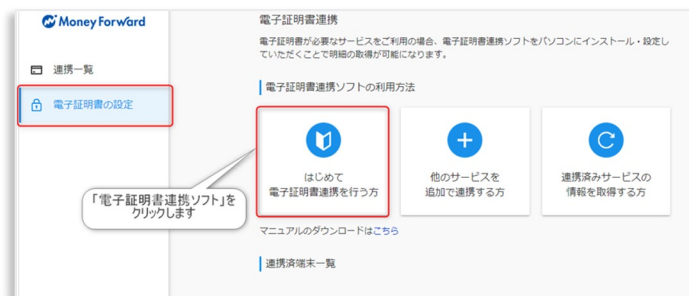 Money Forward
連携一覧
電子証明書の設定
電子証明書連携
電子証明書が必要なサービスをご利用の場合、電子証明書連携ソフトをパソコンにインストール・設定し
ていただくことで明細の取得が可能になります。
電子証明書連携ソフトの利用方法
はじめて
電子証明書連携を行う方
他のサービスを
追加で連携する方
連携済みサービスの
情報を取得する方
「電子証明書連携ソフト」を
クリックします
マニュアルのダウンロードはこちら
連携済端末一覧